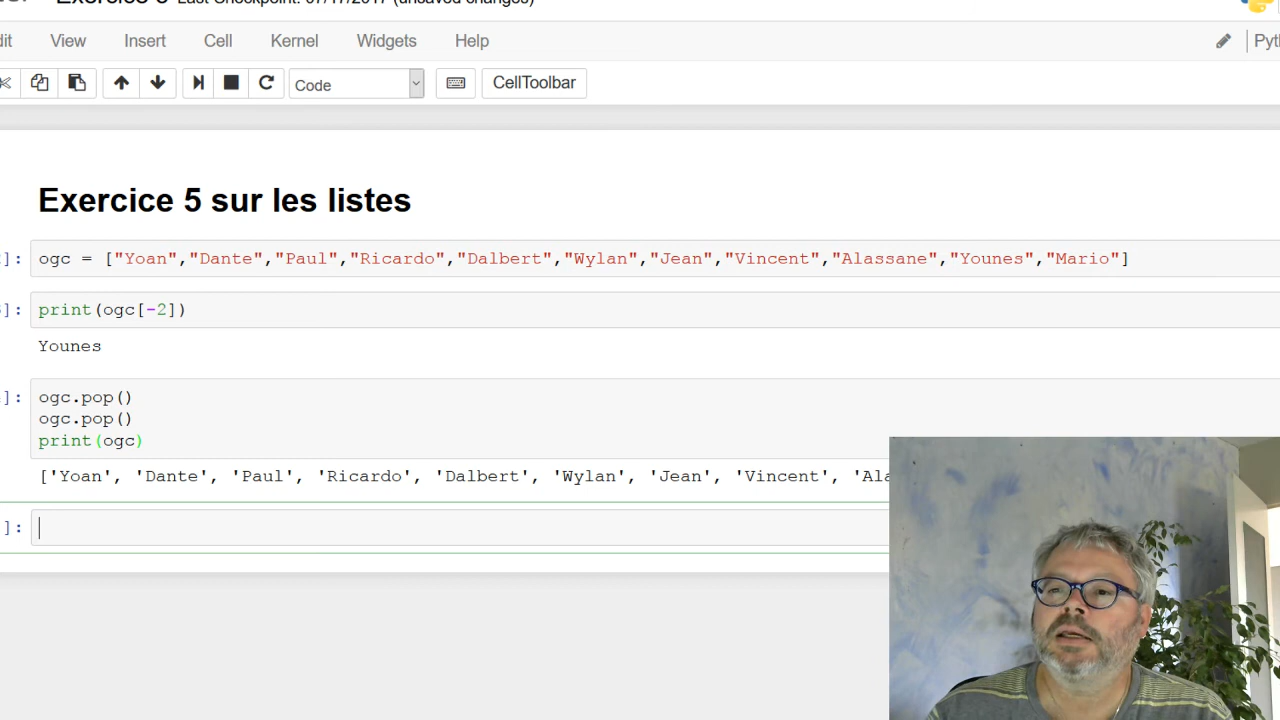 View Insert Cell Kernel Widgets Help
Code CellToolbar
Exercice 5 sur les listes
ogc = ["Yoan","Dante","Paul","Ricardo","Dalbert","Wylan","Jean","Vincent","Alassane","Younes","Mario"]
print(ogc[-2])
Younes
ogc.pop()
ogc.pop()
print(ogc)
['Yoan', 'Dante', 'Paul', 'Ricardo', 'Dalbert', 'Wylan', 'Jean', 'Vincent', 'Ala